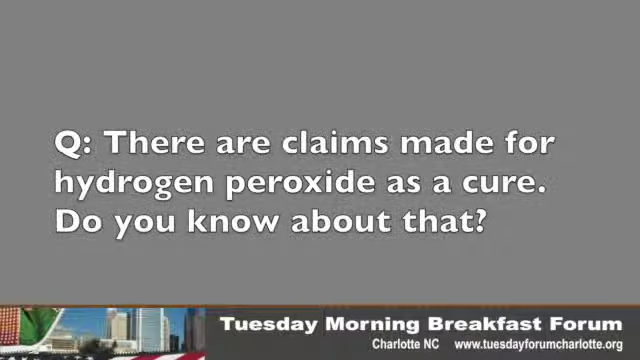 Q: There are claims made for
hydrogen peroxide as a cure.
Do you know about that?
Tuesday Morning Breakfast Forum
Charlotte NC www.tuesdayforumcharlotte.org